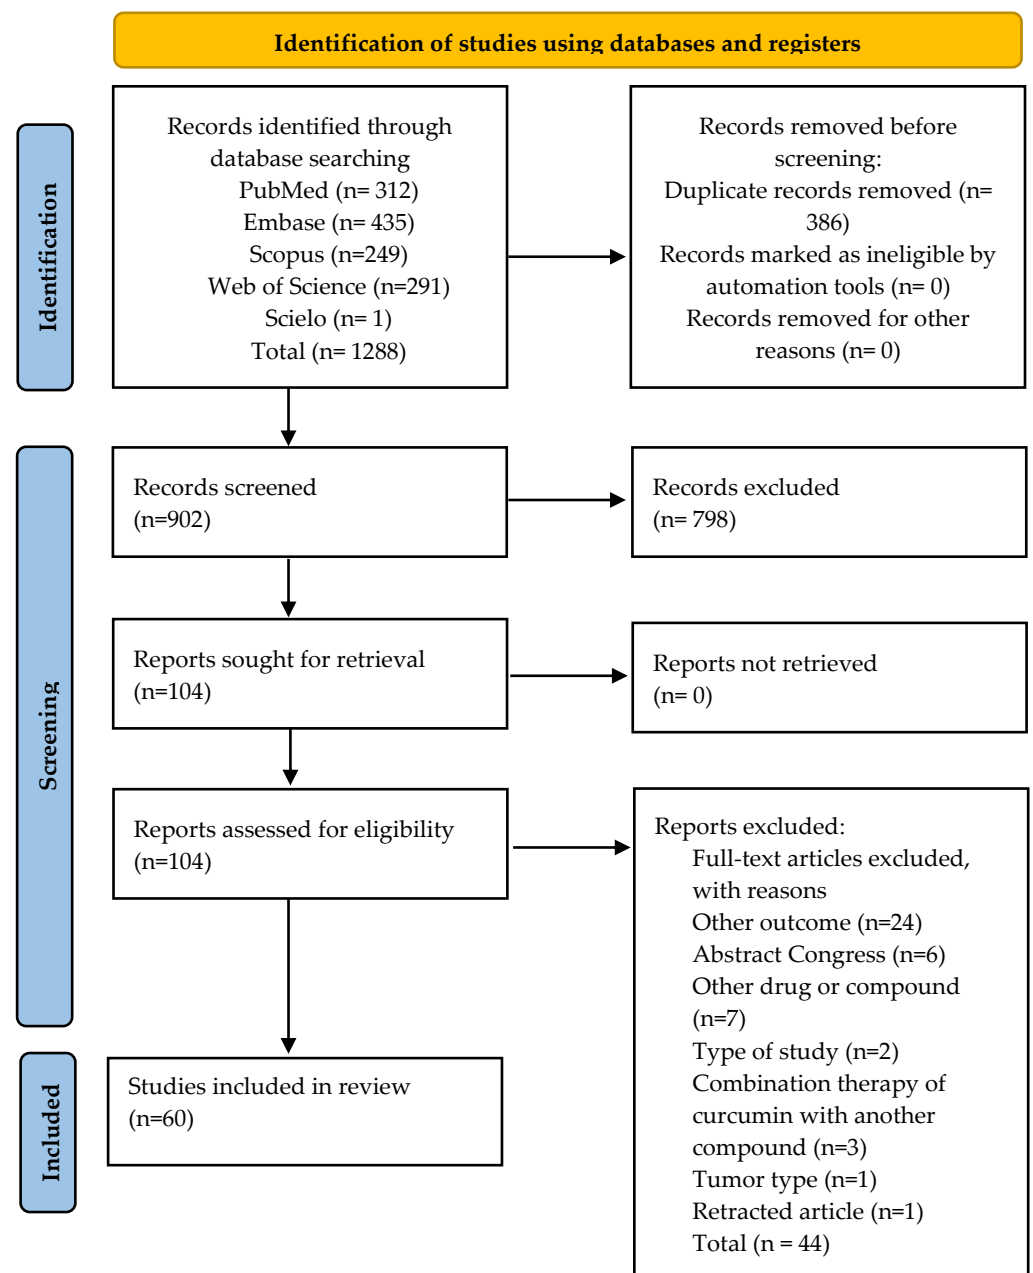 Identification of studies using databases and registers
Identification
Records identified through
database searching
PubMed (n= 312)
Embase (n= 435)
Scopus (n=249)
Web of Science (n=291)
Scielo (n= 1)
Total (n= 1288)
Records removed before
screening:
Duplicate records removed (n=
386)
Records marked as ineligible by
automation tools (n= 0)
Records removed for other
reasons (n= 0)
Screening
Records screened
(n=902)
Records excluded
(n= 798)
Reports sought for retrieval
(n=104)
Reports not retrieved
(n= 0)
Reports assessed for eligibility
(n=104)
Reports excluded:
Full-text articles excluded,
with reasons
Other outcome (n=24)
Abstract Congress (n=6)
Other drug or compound
(n=7)
Type of study (n=2)
Combination therapy of
curcumin with another
compound (n=3)
Tumor type (n=1)
Retracted article (n=1)
Total (n = 44)
Included
Studies included in review
(n=60)